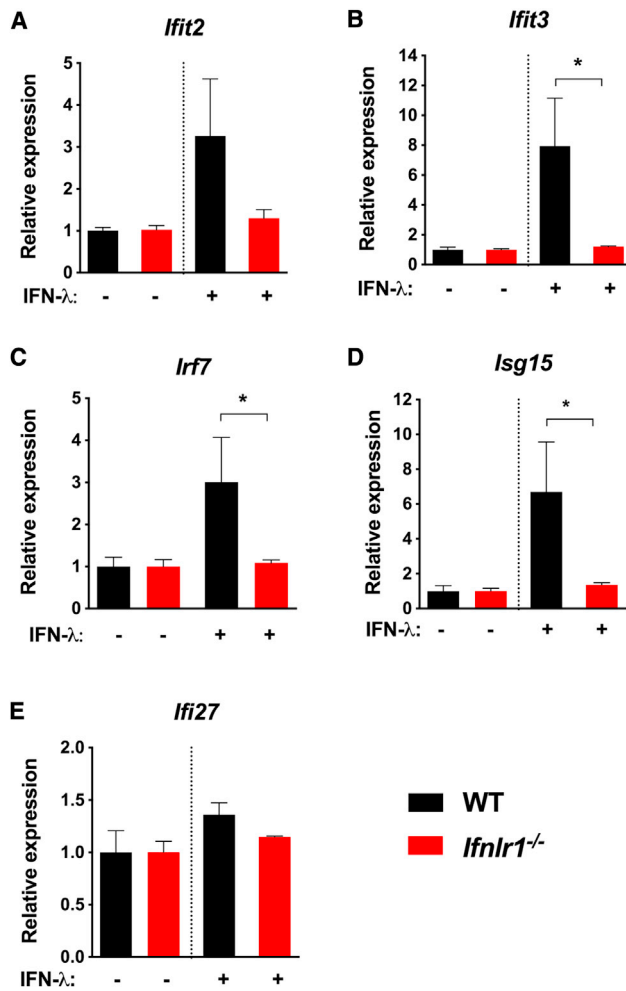 A
Ifit2
Relative expression
5
4
3
2
1
0
IFN-λ: - - + +
B
Ifit3
Relative expression
14
12
10
8
6
4
2
0
*
IFN-λ: - - + +
C
Irf7
Relative expression
5
4
3
2
1
0
*
IFN-λ: - - + +
D
Isg15
Relative expression
12
10
8
6
4
2
0
*
IFN-λ: - - + +
E
Ifi27
Relative expression
2.0
1.5
1.0
0.5
0.0
IFN-λ: - - + +
WT
Ifnlr1-/-